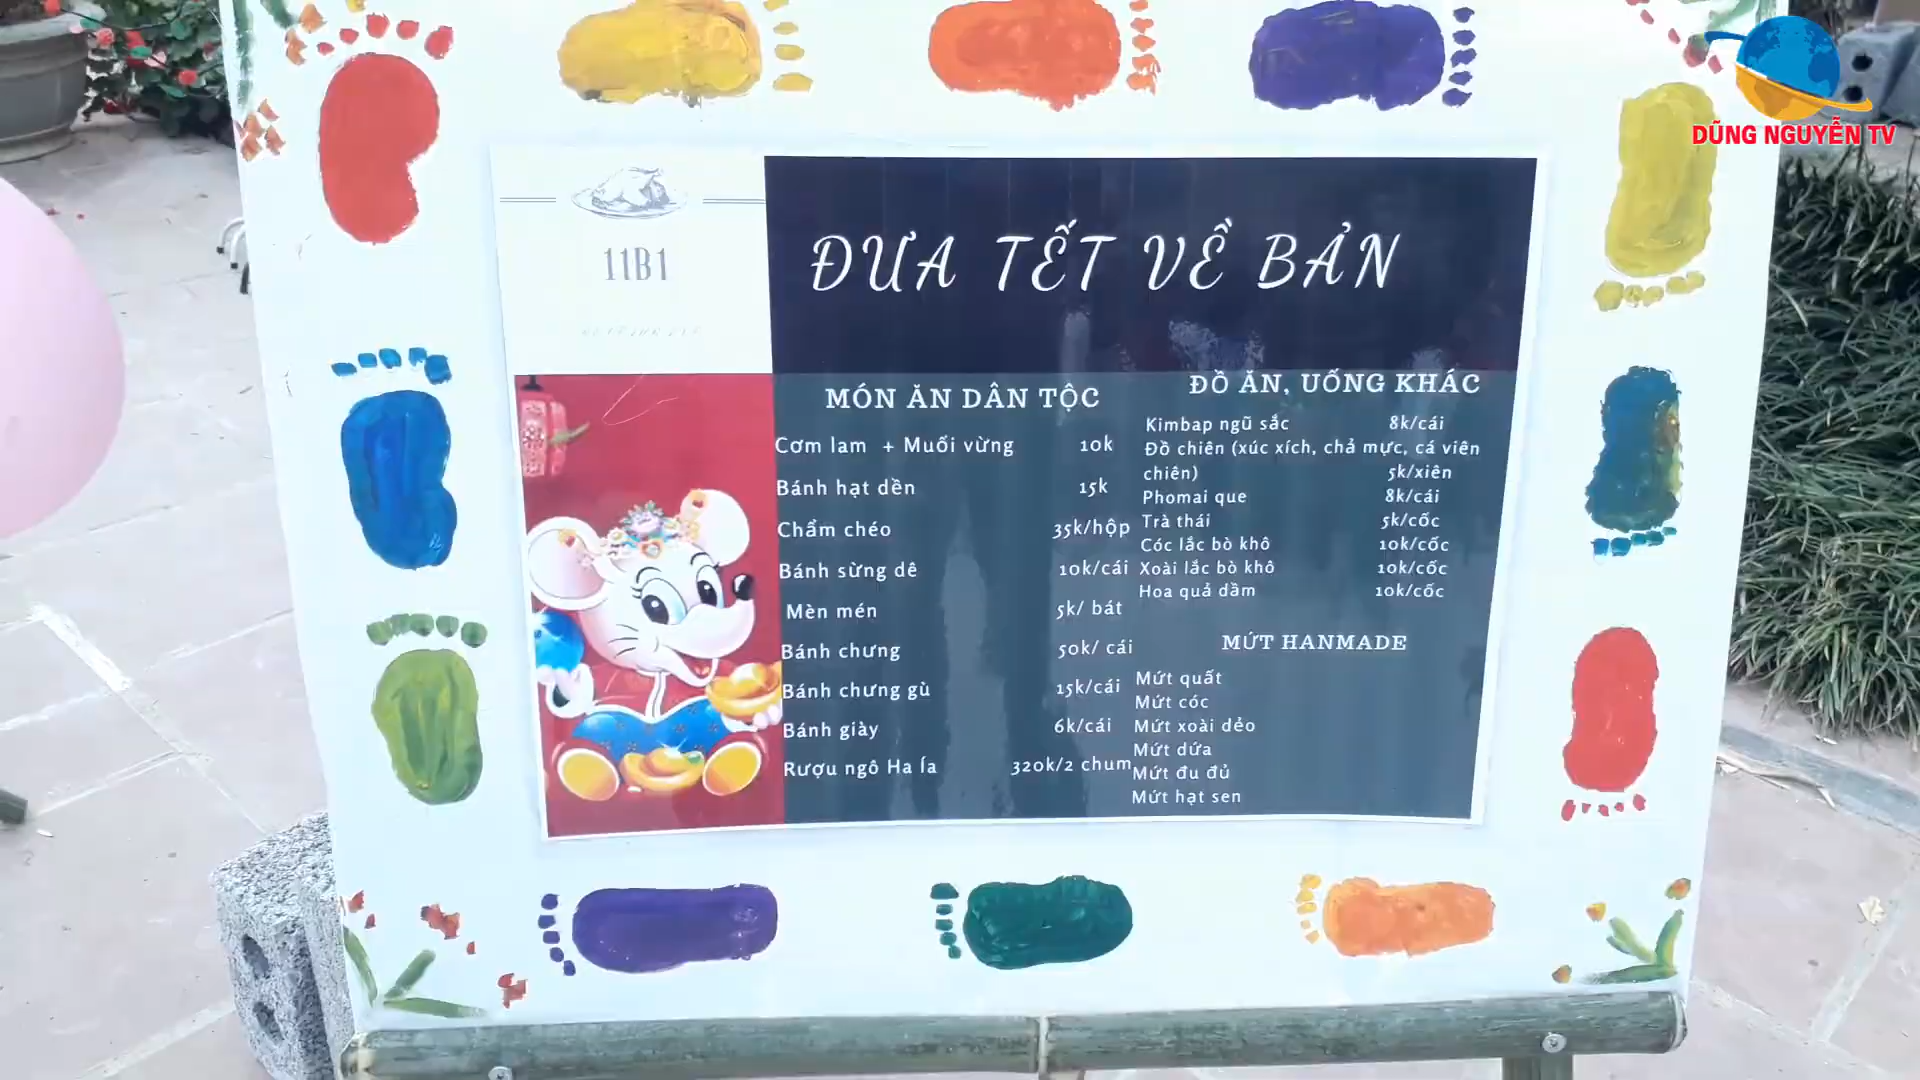 DŨNG NGUYỄN TV
11B1
ĐƯA TẾT VỀ BẢN
MÓN ĂN DÂN TỘC
Cơm lam + Muối vừng 10k
Bánh hạt dền 15k
Chẩm chéo 35k/hộp
Bánh sừng dê 10k/cái
Mèn mén 5k/ bát
Bánh chưng 50k/ cái
Bánh chưng gù 15k/cái
Bánh giày 6k/cái
Rượu ngô Ha Ía 320k/2 chum
ĐỒ ĂN, UỐNG KHÁC
Kimbap ngũ sắc 8k/cái
Đồ chiên (xúc xích, chả mực, cá viên
chiên) 5k/xiên
Phomai que 8k/cái
Trà thái 5k/cốc
Cóc lắc bò khô 10k/cốc
Xoài lắc bò khô 10k/cốc
Hoa quả dầm 10k/cốc
MỨT HANMADE
Mứt quất
Mứt cóc
Mứt xoài dẻo
Mứt dứa
Mứt đu đủ
Mứt hạt sen